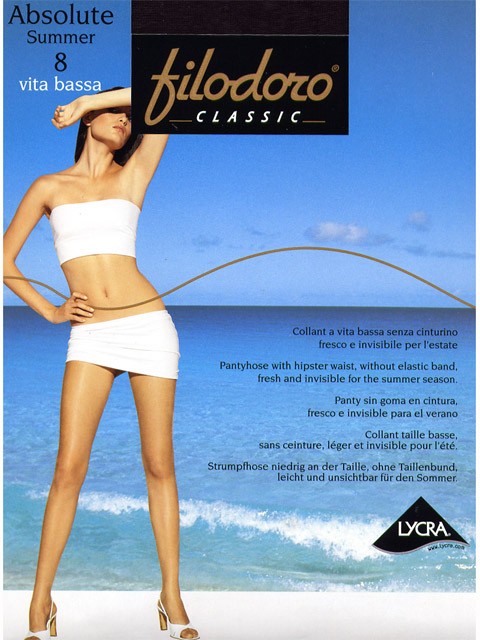 Absolute
Summer
8
vita bassa
filodoro®
CLASSIC
Collant a vita bassa senza cinturino
fresco e invisibile per l'estate
Pantyhose with hipster waist, without elastic band,
fresh and invisible for the summer season.
Panty sin goma en cintura,
fresco e invisible para el verano
Collant taille basse,
sans ceinture, léger et invisible pour l'été.
Strumpfhose niedrig an der Taille, ohne Taillenbund,
leicht und unsichtbar für den Sommer.
LYCRA®
www.lycra.com